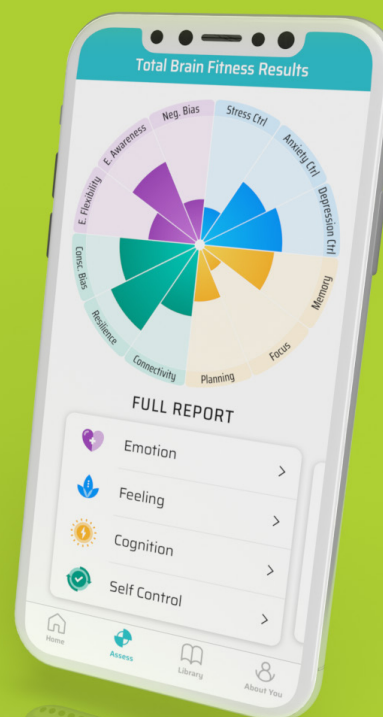 Total Brain Fitness Results
Neg. Bias
Stress Ctrl
Anxiety Ctrl
Depression Ctrl
Memory
Focus
Planning
Connectivity
Resilience
Consc. Bias
E. Flexibility
E. Awareness
FULL REPORT
Emotion
Feeling
Cognition
Self Control
Home
Assess
Library
About You